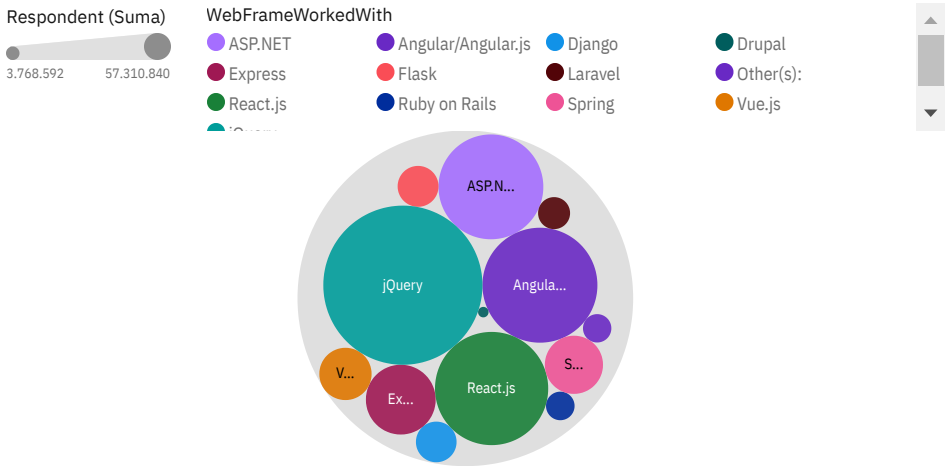 Respondent (Suma)
3.768.592 57.310.840
WebFrameWorkedWith
ASP.NET Angular/Angular.js Django Drupal
Express Flask Laravel Other(s):
React.js Ruby on Rails Spring Vue.js
jQuery
ASP.N...
jQuery
Angula...
V...
Ex...
React.js
S...